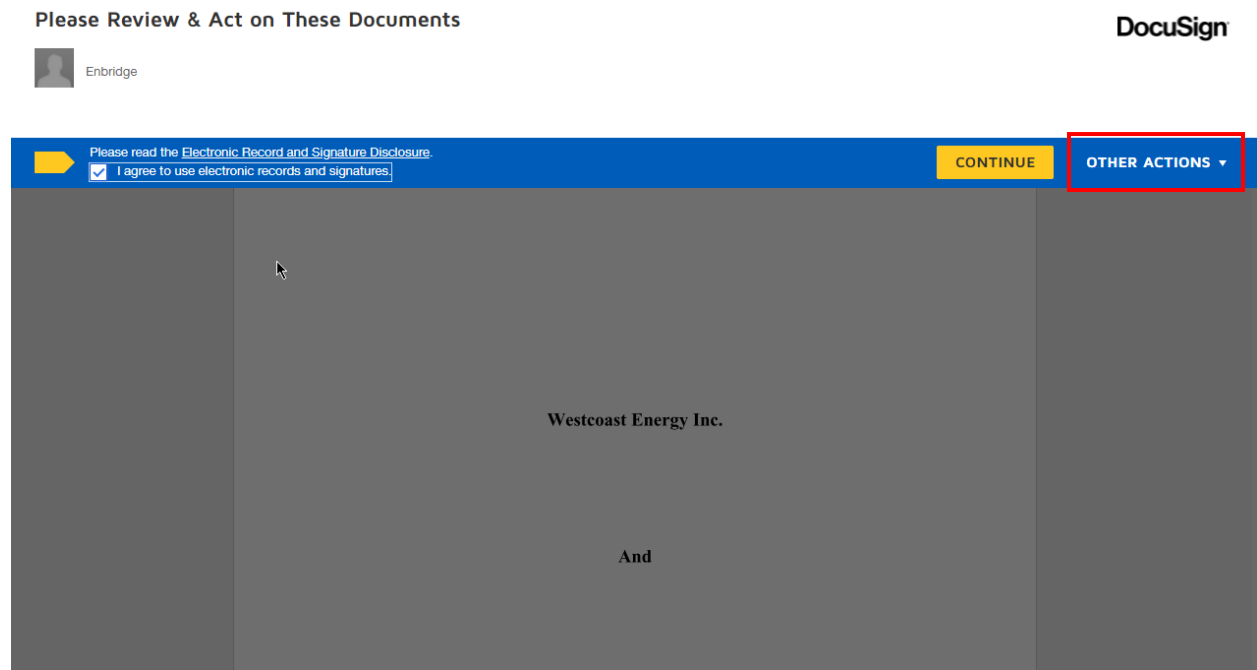 Please Review & Act on These Documents
DocuSign
Enbridge
Please read the Electronic Record and Signature Disclosure.
I agree to use electronic records and signatures.
CONTINUE
OTHER ACTIONS
Westcoast Energy Inc.
And